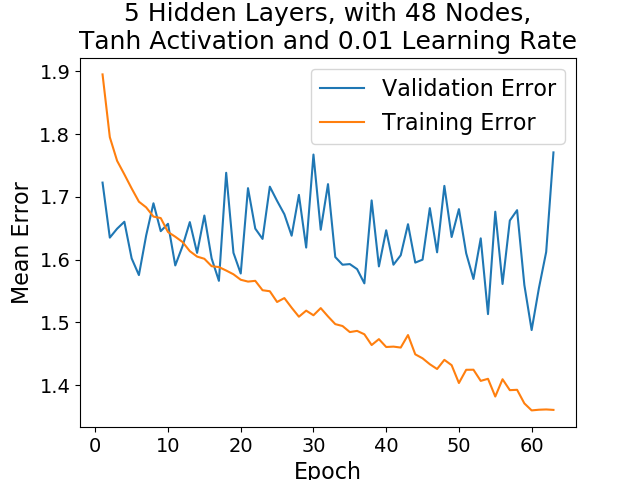 5 Hidden Layers, with 48 Nodes,
Tanh Activation and 0.01 Learning Rate
Validation Error
Training Error
Mean Error
1.9
1.8
1.7
1.6
1.5
1.4
0 10 20 30 40 50 60
Epoch